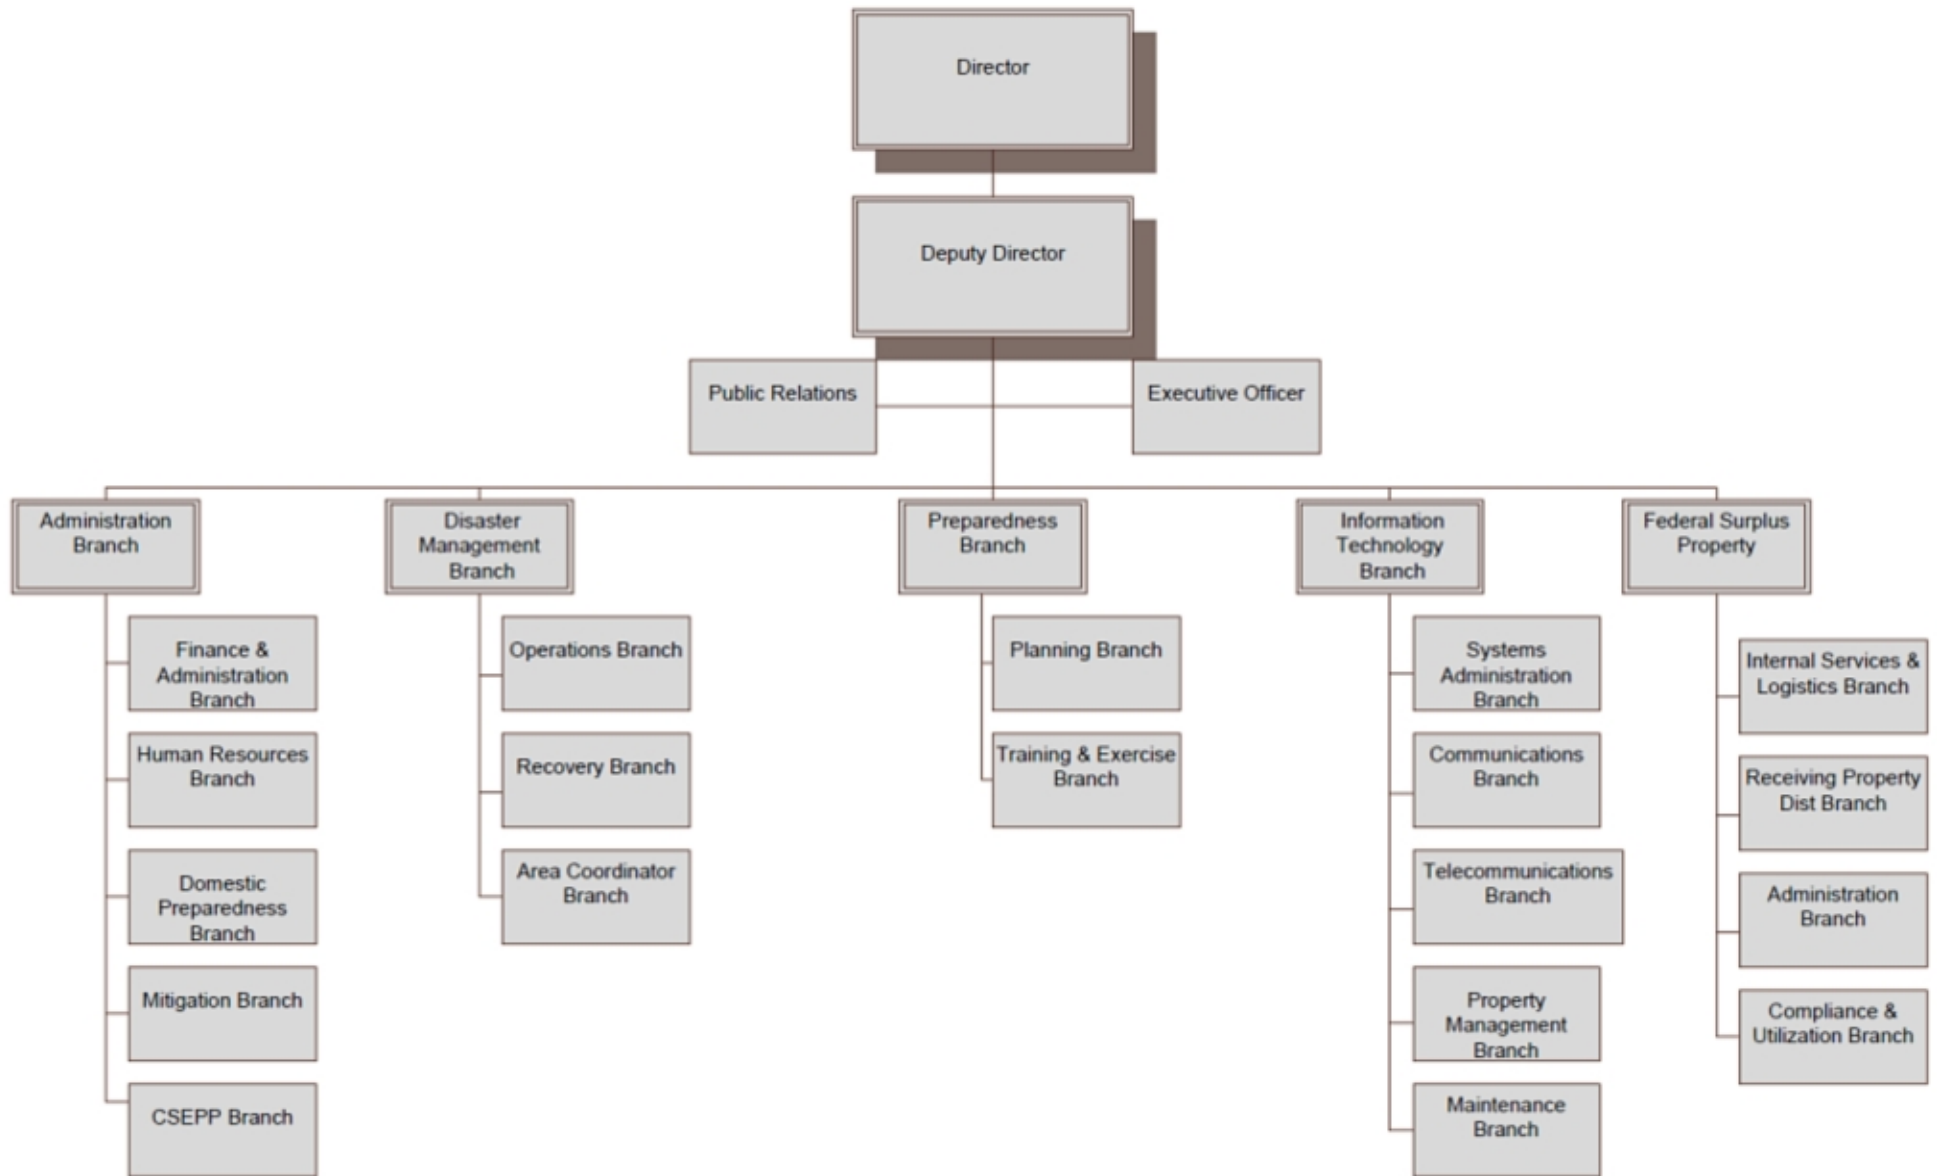 Director
Deputy Director
Public Relations
Executive Officer
Administration
Branch
Disaster
Management
Branch
Preparedness
Branch
Information
Technology
Branch
Federal Surplus
Property
Finance &
Administration
Branch
Human Resources
Branch
Domestic
Preparedness
Branch
Mitigation Branch
CSEPP Branch
Operations Branch
Recovery Branch
Area Coordinator
Branch
Planning Branch
Training & Exercise
Branch
Systems
Administration
Branch
Communications
Branch
Telecommunications
Branch
Property
Management
Branch
Maintenance
Branch
Internal Services &
Logistics Branch
Receiving Property
Dist Branch
Administration
Branch
Compliance &
Utilization Branch